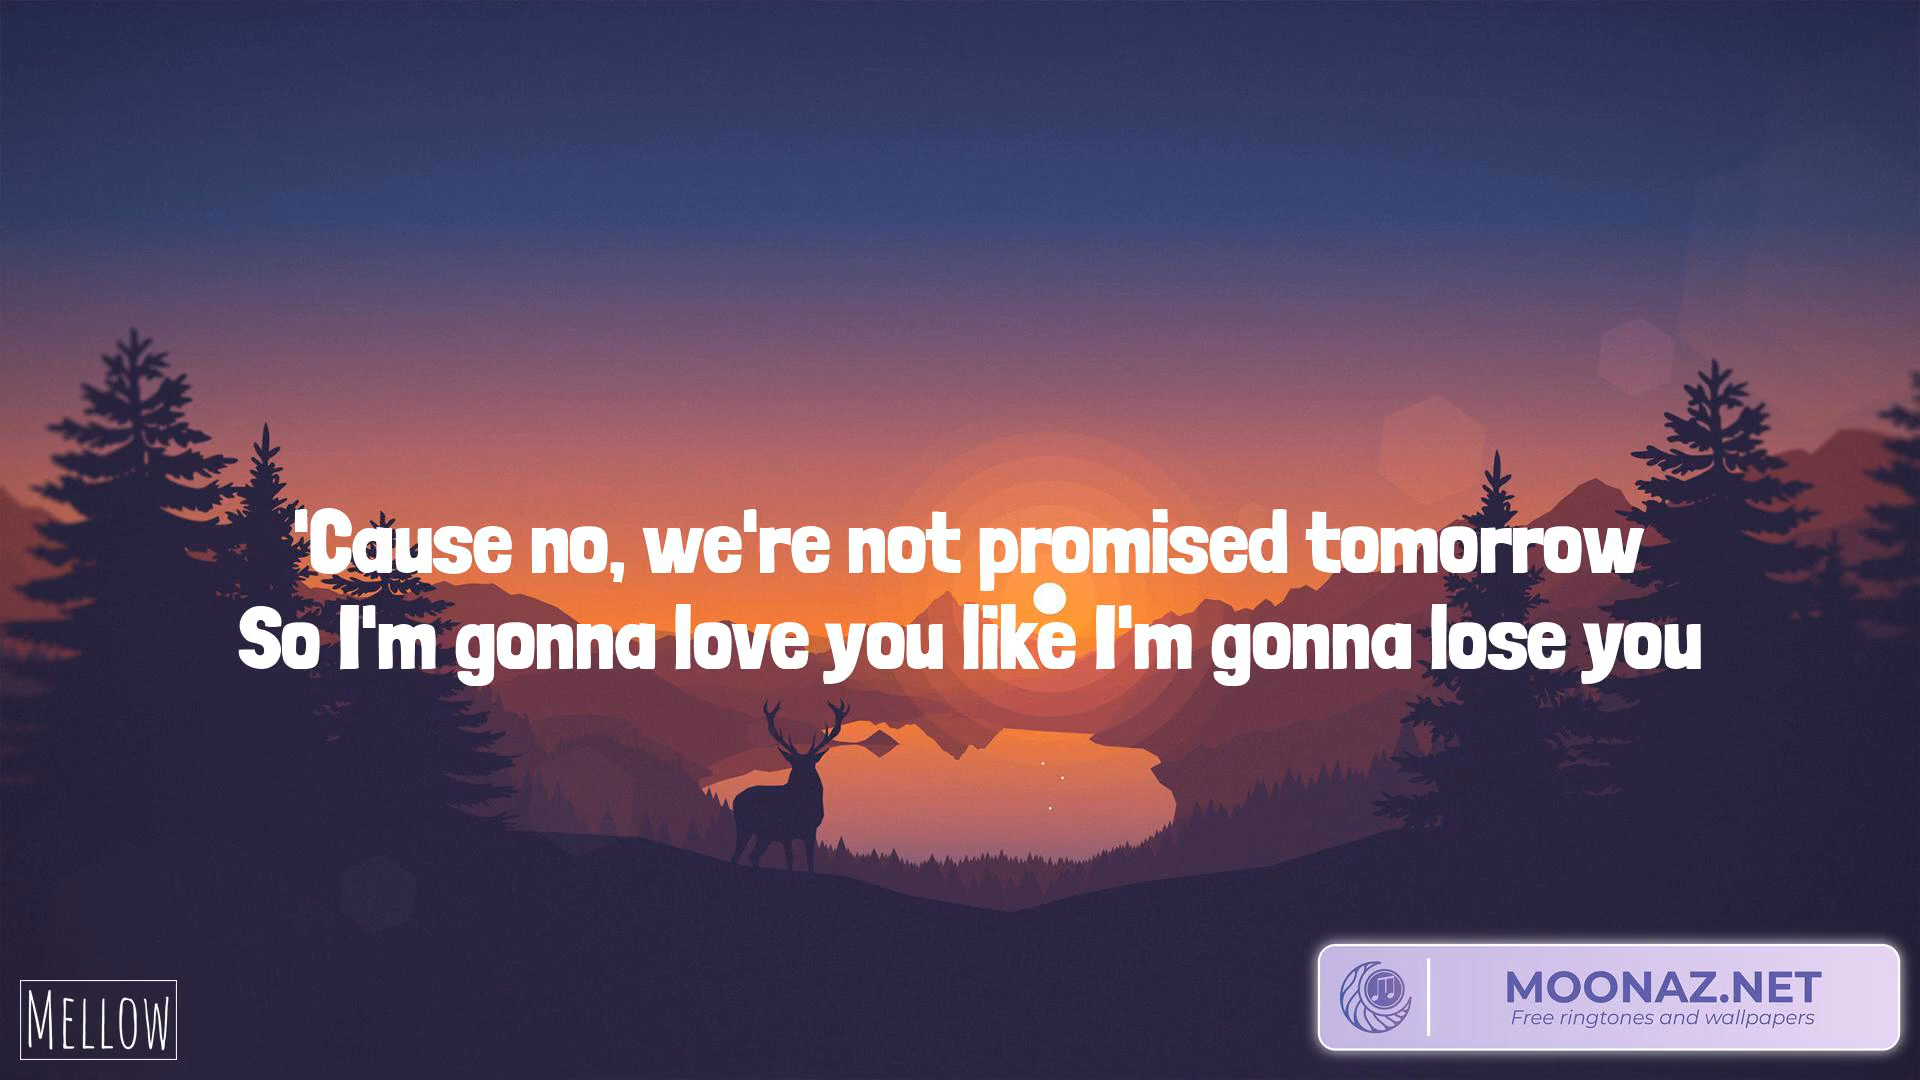 'Cause no, we're not promised tomorrow
So I'm gonna love you like I'm gonna lose you
MELLOW
MOONAZ.NET
Free ringtones and wallpapers